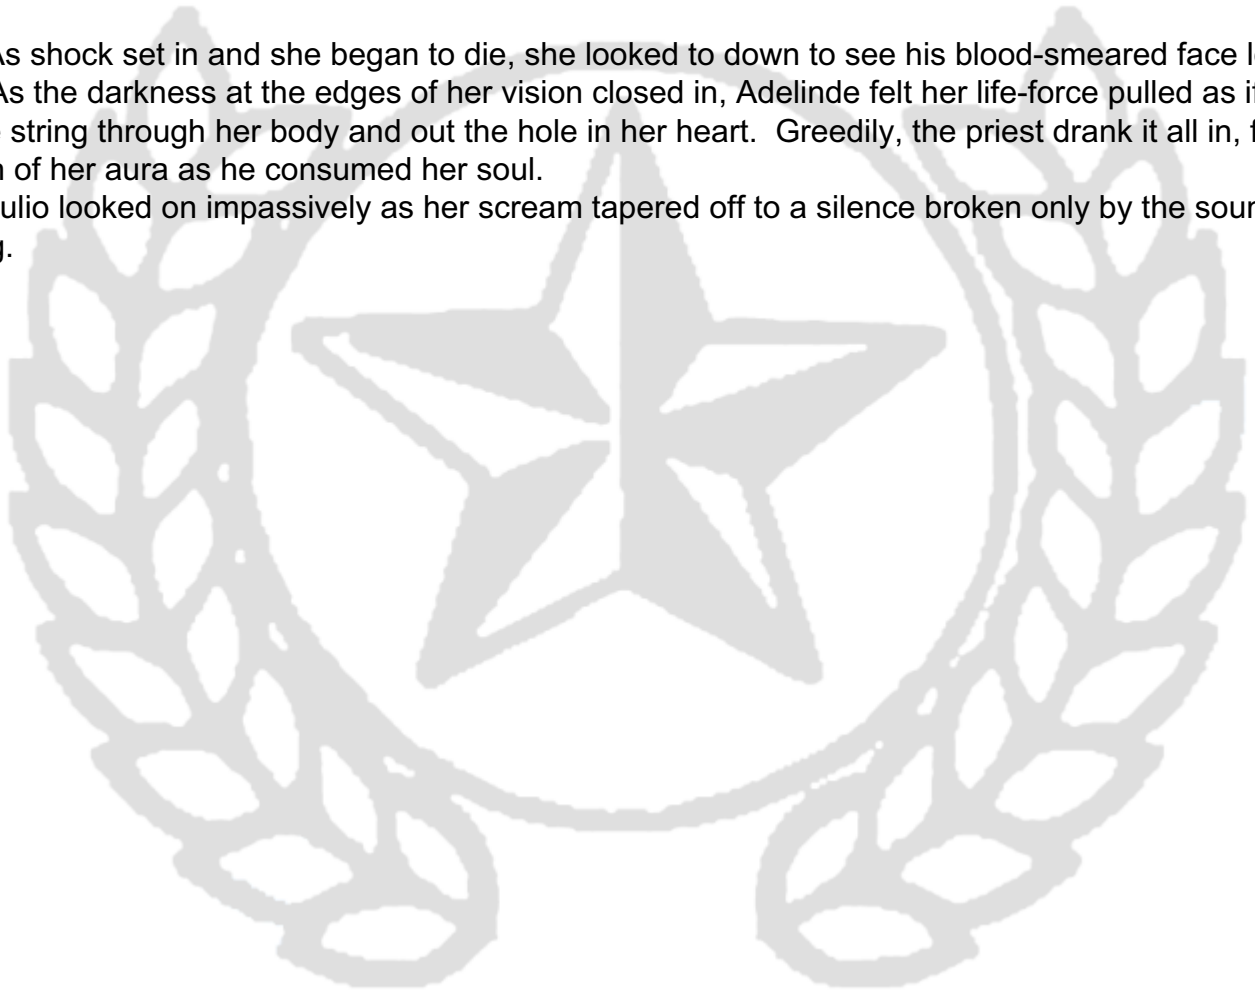 As shock set in and she began to die, she looked to down to see his blood-smeared face
As the darkness at the edges of her vision closed in, Adelinde felt her life-force pulled as if
string through her body and out the hole in her heart.  Greedily, the priest drank it all in,
of her aura as he consumed her soul.
looked on impassively as her scream tapered off to a silence broken only by the